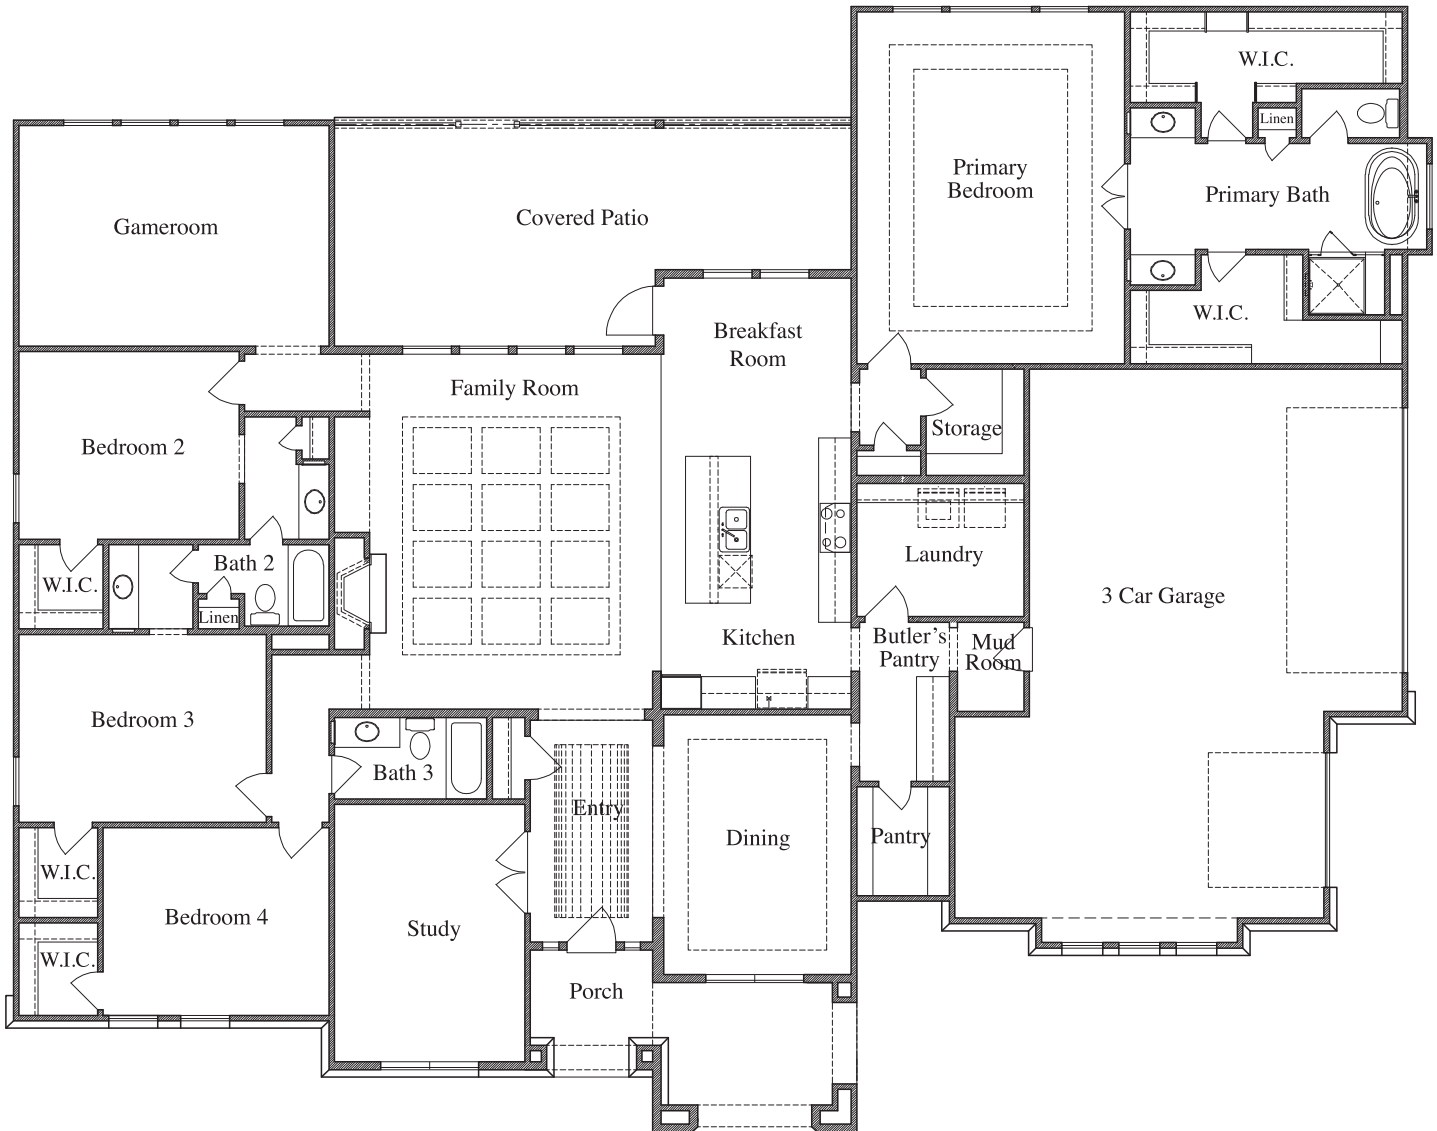 W.I.C.
Linen
Primary
Bedroom
Primary Bath
Gameroom
Covered Patio
W.I.C.
Breakfast
Room
Family Room
Bedroom 2
Storage
Laundry
Bath 2
W.I.C.
Linen
3 Car Garage
Kitchen
Butler's
Pantry
Mud
Room
Bedroom 3
Bath 3
Entry
Dining
Pantry
W.I.C.
Bedroom 4
Study
W.I.C.
Porch